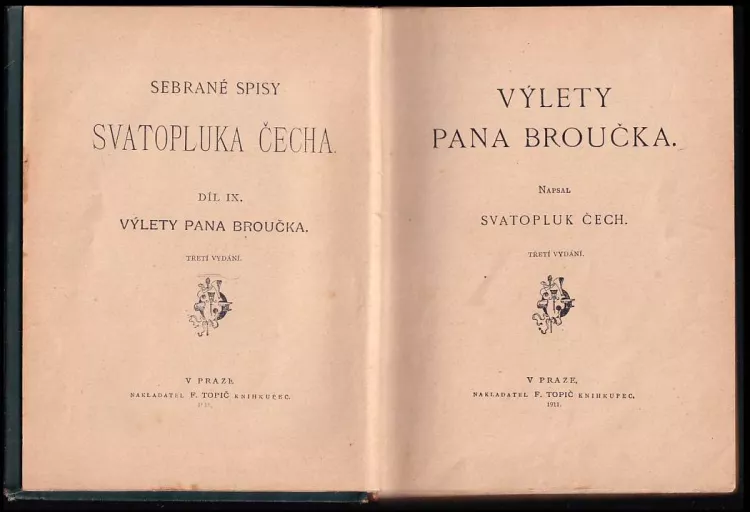 SEBRANÉ SPISY
SVATOPLUKA ČECHA.
DÍL IX.
VÝLETY PANA BROUČKA.
TŘETÍ VYDÁNÍ.
V PRAZE,
NAKLADATEL F. TOPIČ KNIHKUPEC.
VÝLETY
PANA BROUČKA.
NAPSAL
SVATOPLUK ČECH.
TŘETÍ VYDÁNÍ.
V PRAZE,
NAKLADATEL F. TOPIČ KNIHKUPEC.
1911.